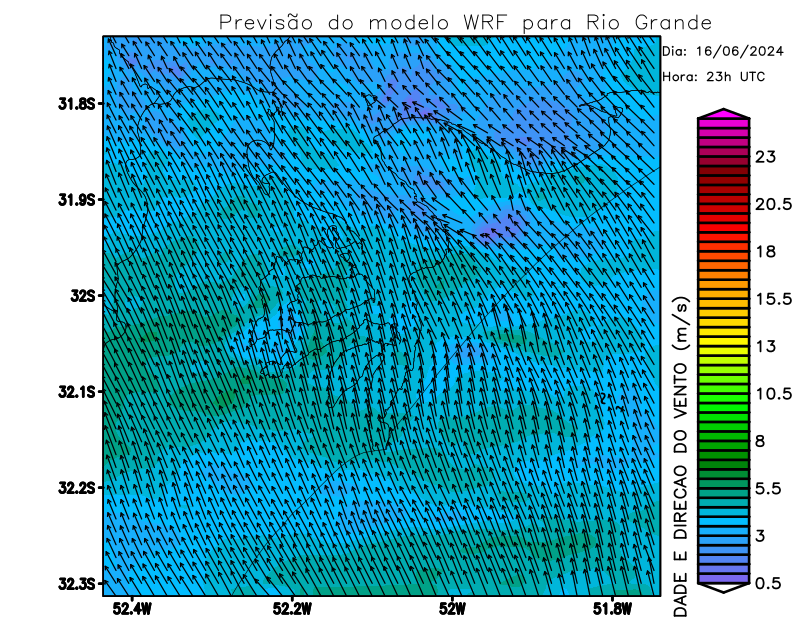 Previsão do modelo WRF para Rio Grande
Dia: 16/06/2024
Hora: 23h UTC
31.8S
31.9S
32S
32.1S
32.2S
32.3S
52.4W
52.2W
52W
51.8W
23
20.5
18
15.5
13
10.5
8
5.5
3
0.5
DADE E DIRECAO DO VENTO (m/s)